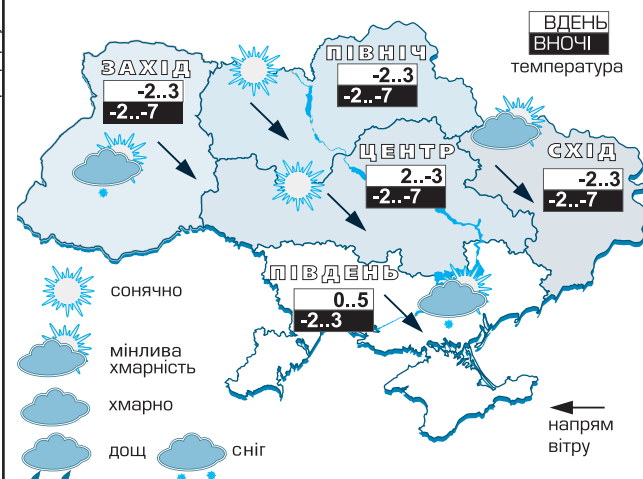 ВДЕНЬ
ВНОЧІ
температура
ЗАХІД
-2..3
-2..-7
ПІВНІЧ
-2..3
-2..-7
ЦЕНТР
2..-3
-2..-7
СХІД
-2..3
-2..-7
ПІВДЕНЬ
0..5
-2..3
сонячно
мінлива
хмарність
хмарно
дощ
сніг
напрям
вітру